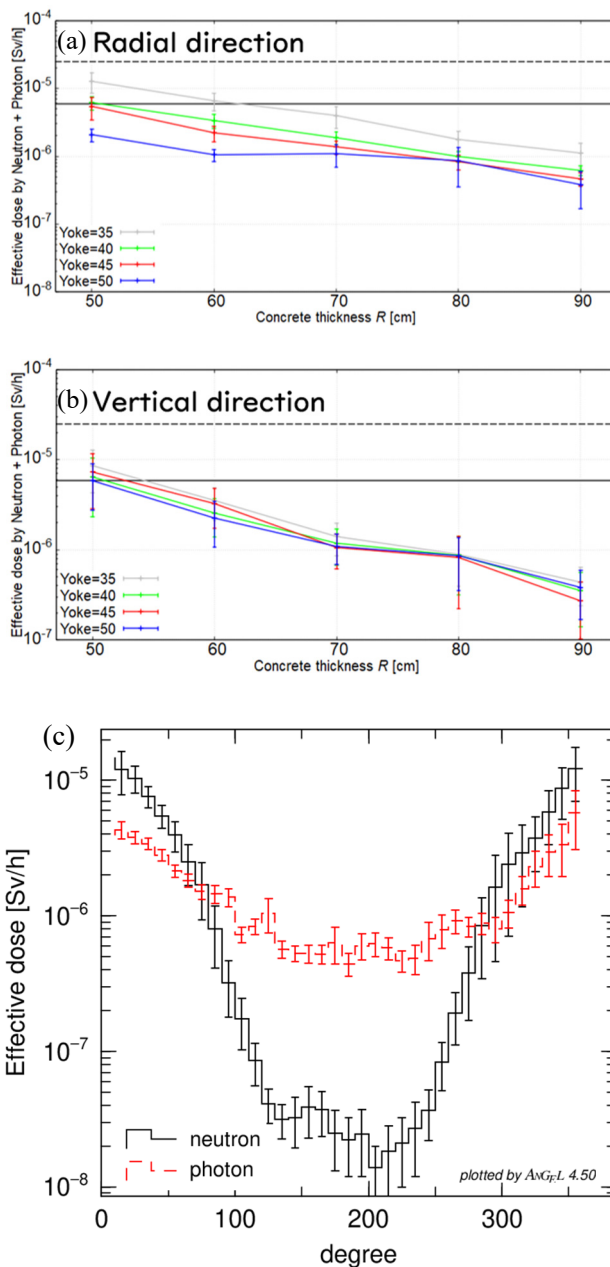 (a) Radial direction
Effective dose by Neutron + Photon [Sv/h]
10^-4
10^-5
10^-6
10^-7
10^-8
Yoke=35
Yoke=40
Yoke=45
Yoke=50
50 60 70 80 90
Concrete thickness R [cm]
(b) Vertical direction
Effective dose by Neutron + Photon [Sv/h]
10^-4
10^-5
10^-6
10^-7
Yoke=35
Yoke=40
Yoke=45
Yoke=50
50 60 70 80 90
Concrete thickness R [cm]
(c)
Effective dose [Sv/h]
10^-5
10^-6
10^-7
10^-8
neutron
photon
plotted by ANGEL 4.50
0 100 200 300
degree